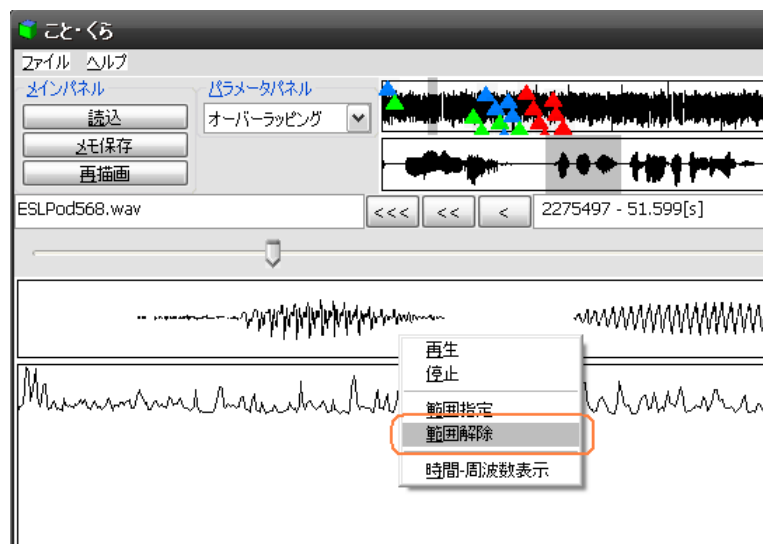 こと・くら
ファイル ヘルプ
メインパネル
パラメータパネル
読込
オーバーラッピング
メモ保存
再描画
ESLPod568.wav
<<< << < 2275497 - 51.599[s]
再生
停止
範囲指定
範囲解除
時間-周波数表示